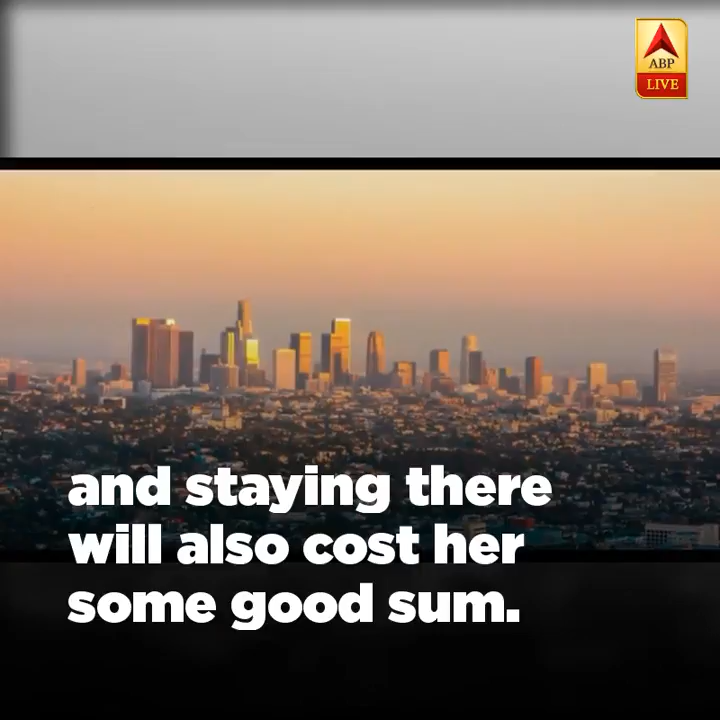 ABP
LIVE
and staying there
will also cost her
some good sum.